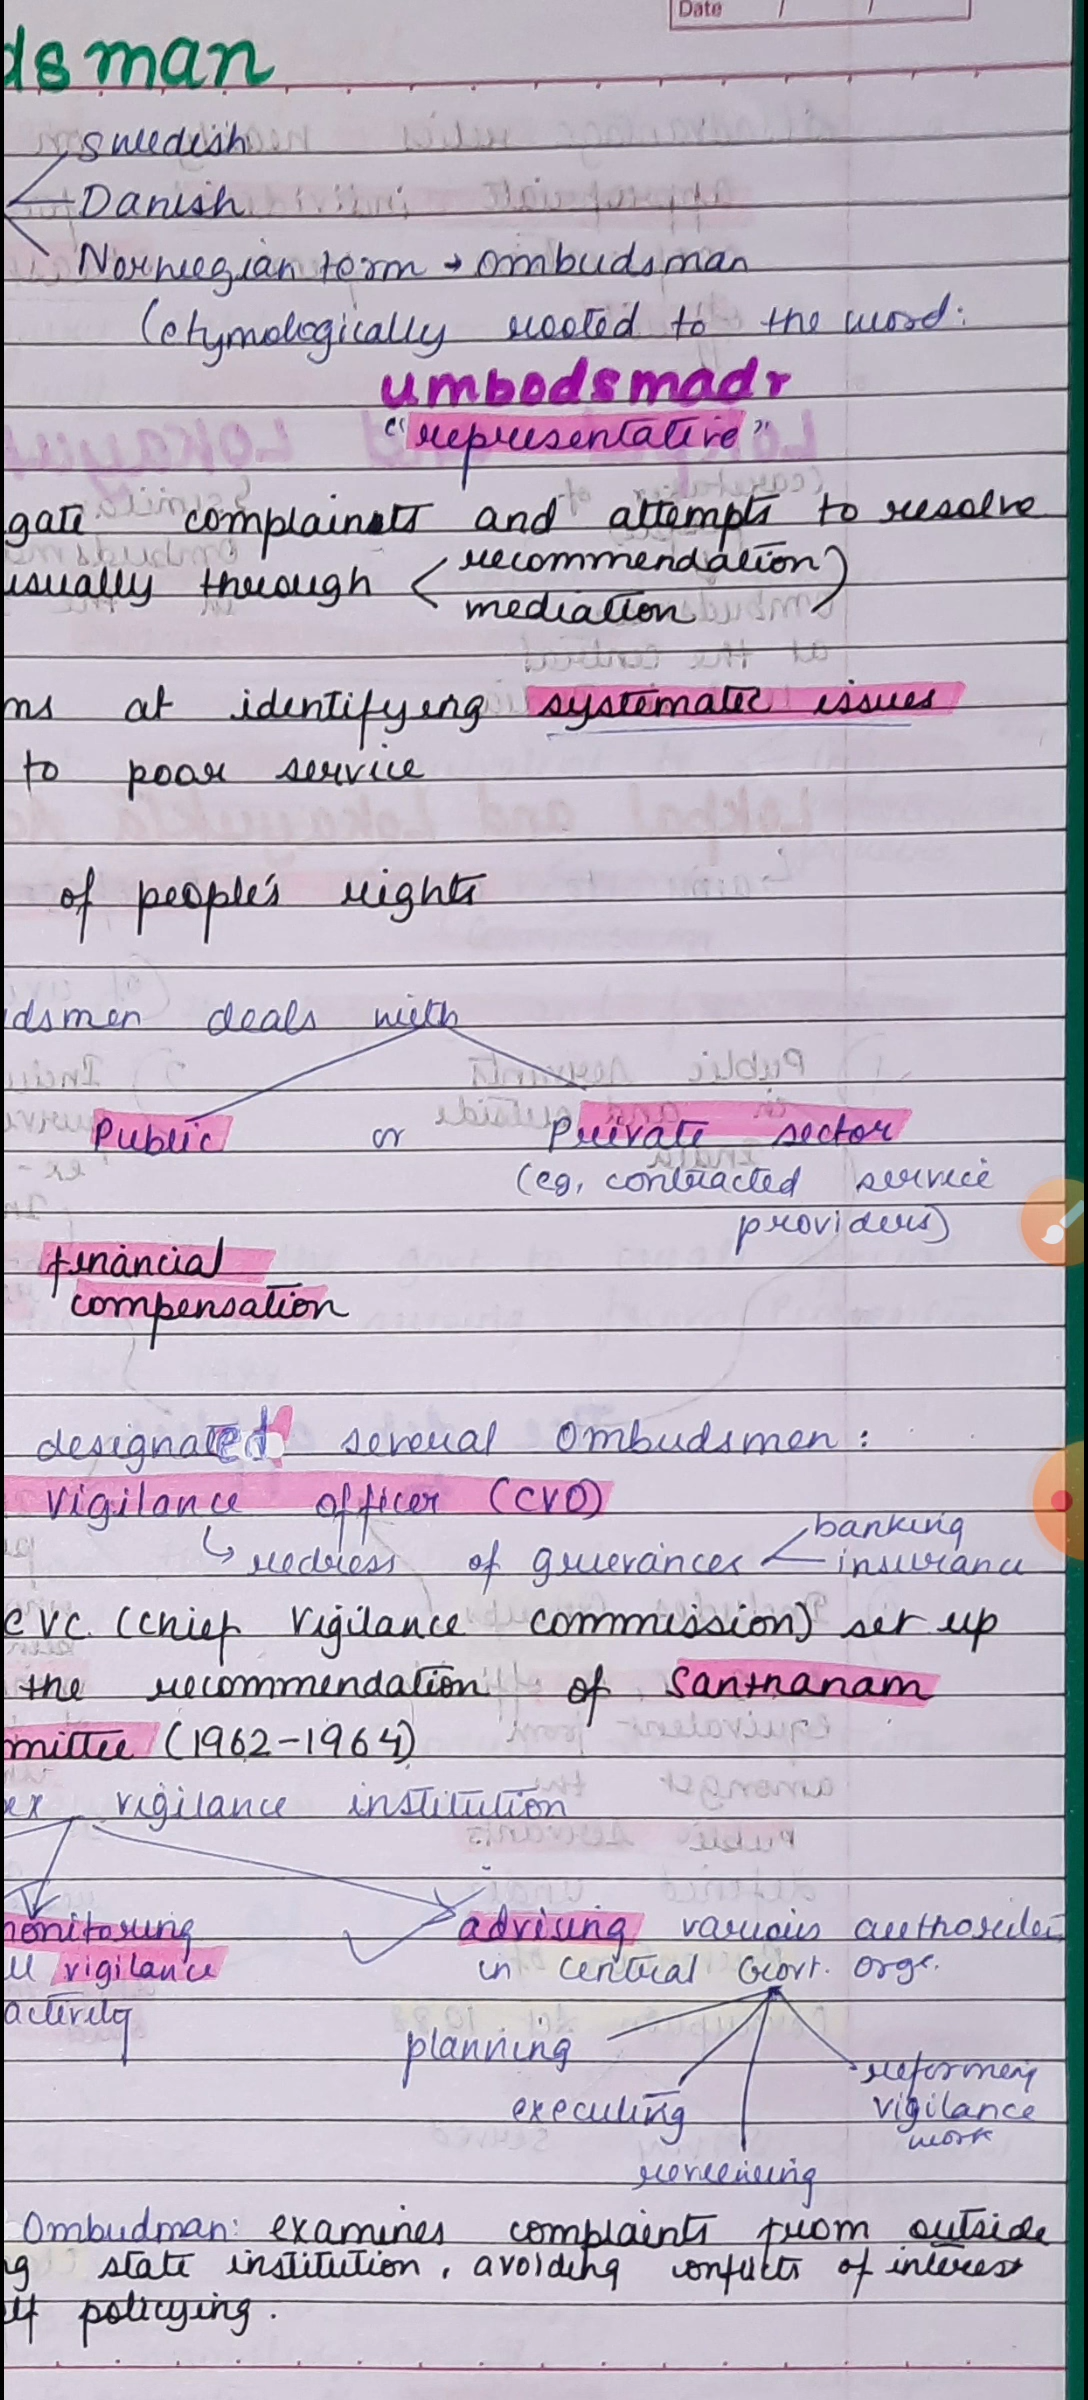 Date / /
dsman
Swedish
Danish
Norwegian term → ombudsman
(etymologically rooted to the word:
umbodsmadr
"representative"
gate complaints and attempts to resolve
usually through < recommendation)
mediation
ns at identifying systematic issues
to poor service
of people's rights
dsmen deals with
Public or Private sector
(eg, contracted service
providers)
financial
compensation
designated several Ombudsmen:
Vigilance officer (CVO)
↳ redress of grievances < banking
insurance
CVC (Chief Vigilance Commission) set up
the recommendation of Santhanam
mittee (1962-1964)
ex vigilance institution
monitoring
ll vigilance
activity
advising various authorities
in central Govt. orgs.
planning
executing
reviewing
reforming
vigilance
work
Ombudman: examines complaints from outside
g state institution, avoiding conflicts of interest
lf policying.